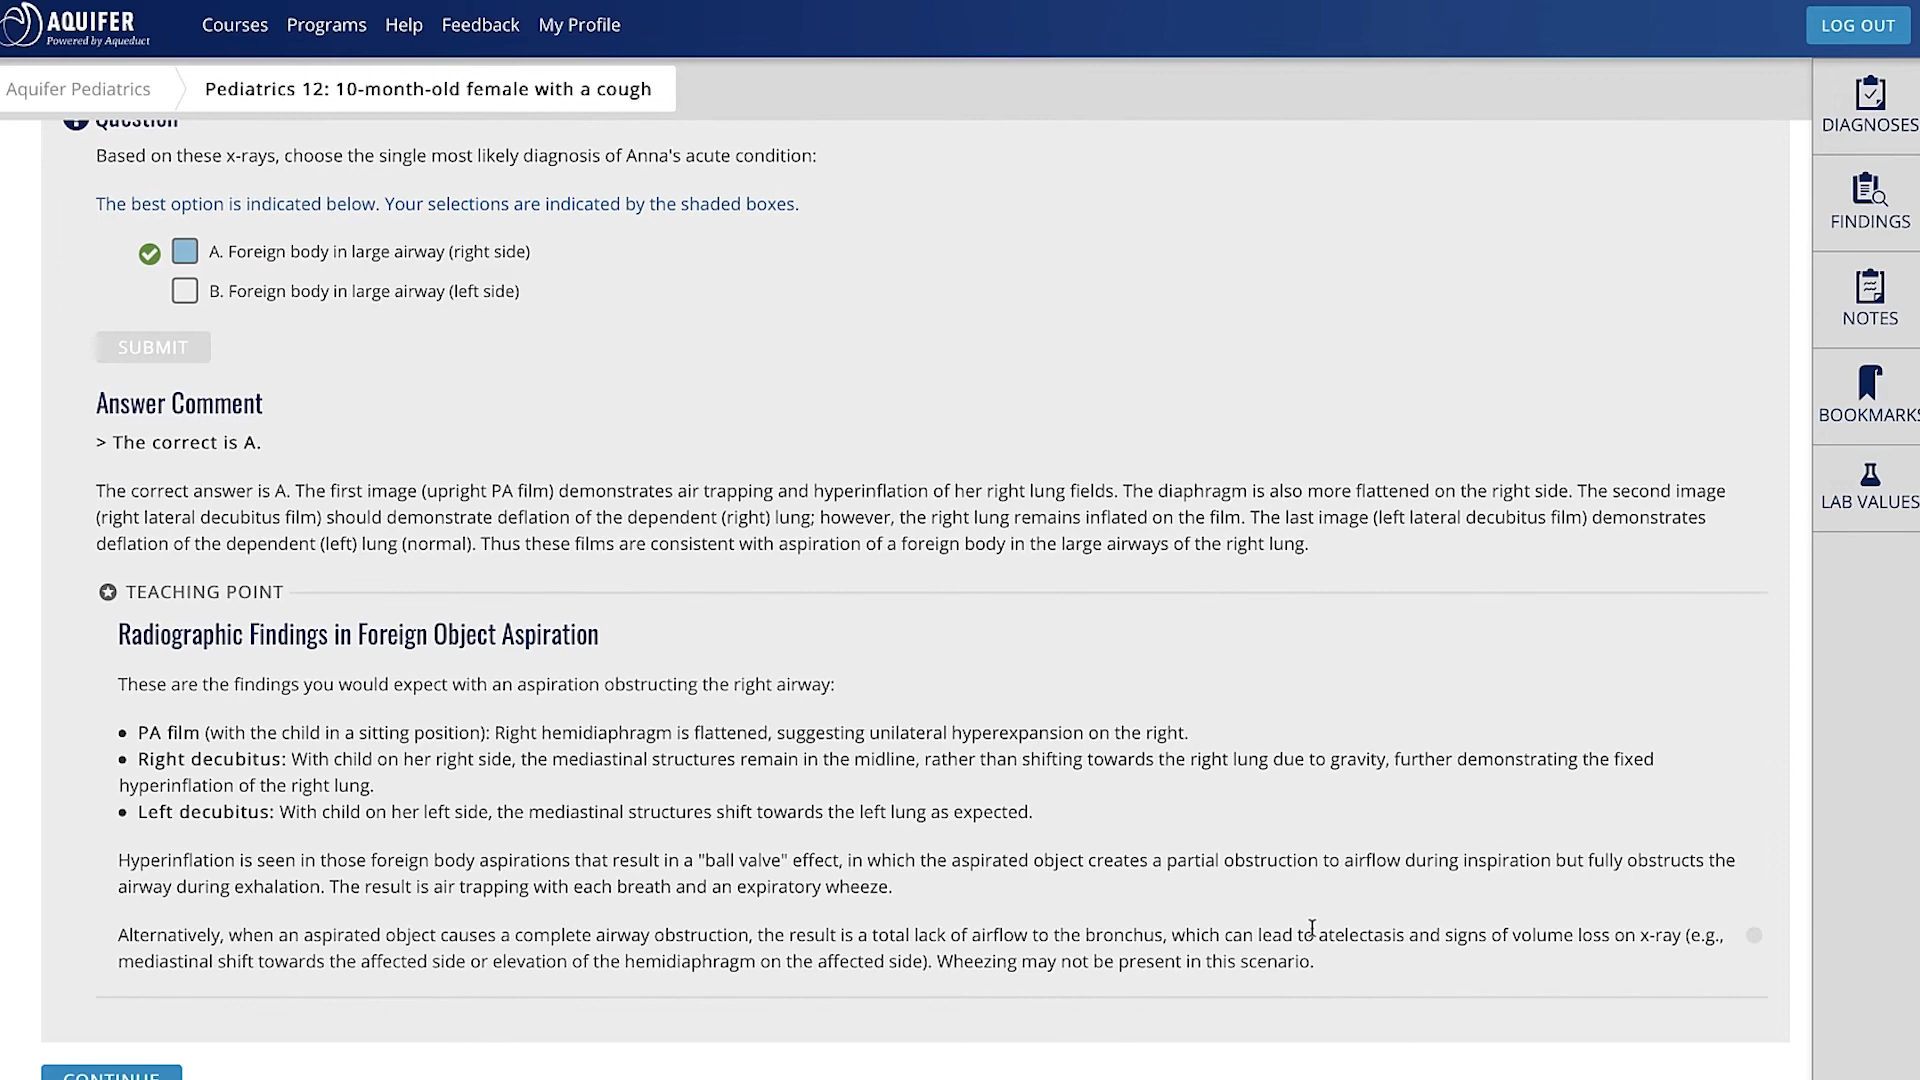 AQUIFER
Powered by Aqueduct
Courses Programs Help Feedback My Profile
LOG OUT
Aquifer Pediatrics
Pediatrics 12: 10-month-old female with a cough
Question
Based on these x-rays, choose the single most likely diagnosis of Anna's acute condition:
The best option is indicated below. Your selections are indicated by the shaded boxes.
A. Foreign body in large airway (right side)
B. Foreign body in large airway (left side)
SUBMIT
Answer Comment
> The correct is A.
The correct answer is A. The first image (upright PA film) demonstrates air trapping and hyperinflation of her right lung fields. The diaphragm is also more flattened on the right side. The second image
(right lateral decubitus film) should demonstrate deflation of the dependent (right) lung; however, the right lung remains inflated on the film. The last image (left lateral decubitus film) demonstrates
deflation of the dependent (left) lung (normal). Thus these films are consistent with aspiration of a foreign body in the large airways of the right lung.
TEACHING POINT
Radiographic Findings in Foreign Object Aspiration
These are the findings you would expect with an aspiration obstructing the right airway:
• PA film (with the child in a sitting position): Right hemidiaphragm is flattened, suggesting unilateral hyperexpansion on the right.
• Right decubitus: With child on her right side, the mediastinal structures remain in the midline, rather than shifting towards the right lung due to gravity, further demonstrating the fixed
hyperinflation of the right lung.
• Left decubitus: With child on her left side, the mediastinal structures shift towards the left lung as expected.
Hyperinflation is seen in those foreign body aspirations that result in a "ball valve" effect, in which the aspirated object creates a partial obstruction to airflow during inspiration but fully obstructs the
airway during exhalation. The result is air trapping with each breath and an expiratory wheeze.
Alternatively, when an aspirated object causes a complete airway obstruction, the result is a total lack of airflow to the bronchus, which can lead to atelectasis and signs of volume loss on x-ray (e.g.,
mediastinal shift towards the affected side or elevation of the hemidiaphragm on the affected side). Wheezing may not be present in this scenario.
CONTINUE
DIAGNOSES
FINDINGS
NOTES
BOOKMARKS
LAB VALUES